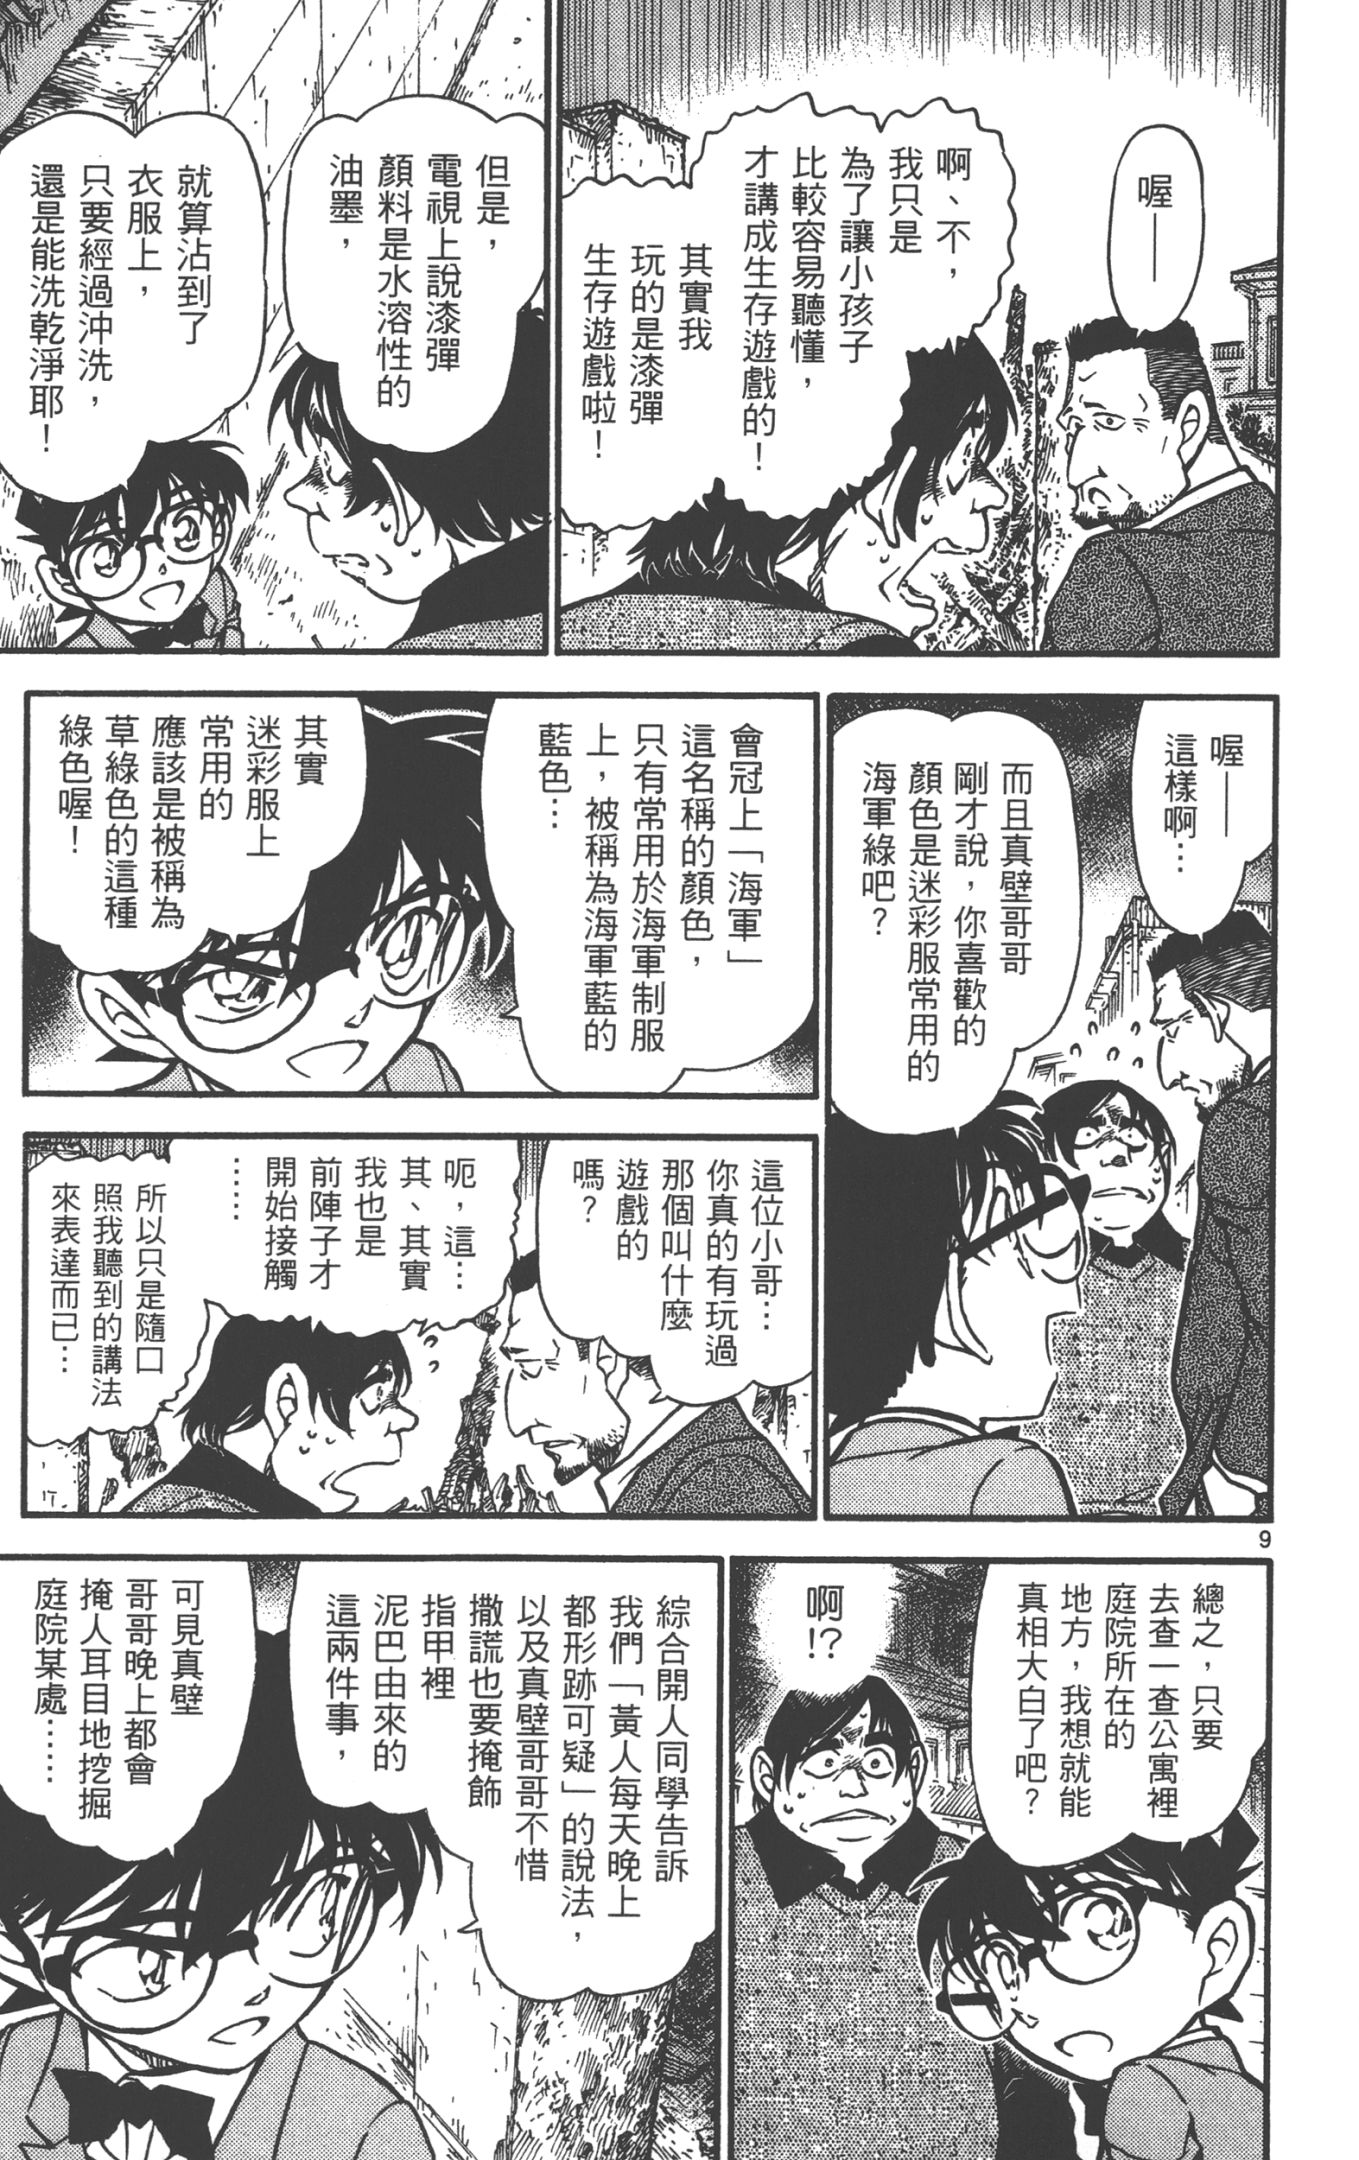 喔——
啊、不，
我只是
為了讓小孩子
比較容易聽懂，
才講成生存遊戲的！
其實我
玩的是漆彈
生存遊戲啦！
但是，
電視上說漆彈
顏料是水溶性的
油墨，
就算沾到了
衣服上，
只要經過沖洗，
還是能洗乾淨耶！
喔——
這樣啊…
而且真壁哥哥
剛才說，你喜歡的
顏色是迷彩服常用的
海軍綠吧？
會冠上「海軍」
這名稱的顏色，
只有常用於海軍制服
上，被稱為海軍藍的
藍色…
其實
迷彩服上
常用的
應該是被稱為
草綠色的這種
綠色喔！
這位小哥…
你真的有玩過
那個叫什麼
遊戲的
嗎？
呃，這…
其、其實
我也是
前陣子才
開始接觸
……
所以只是隨口
照我聽到的講法
來表達而已…
9
總之，只要
去查一查公寓裡
庭院所在的
地方，我想就能
真相大白了吧？
啊!?
綜合開人同學告訴
我們「黃人每天晚上
都形跡可疑」的說法，
以及真壁哥哥不惜
撒謊也要掩飾
指甲裡
泥巴由來的
這兩件事，
可見真壁
哥哥晚上都會
掩人耳目地挖掘
庭院某處……